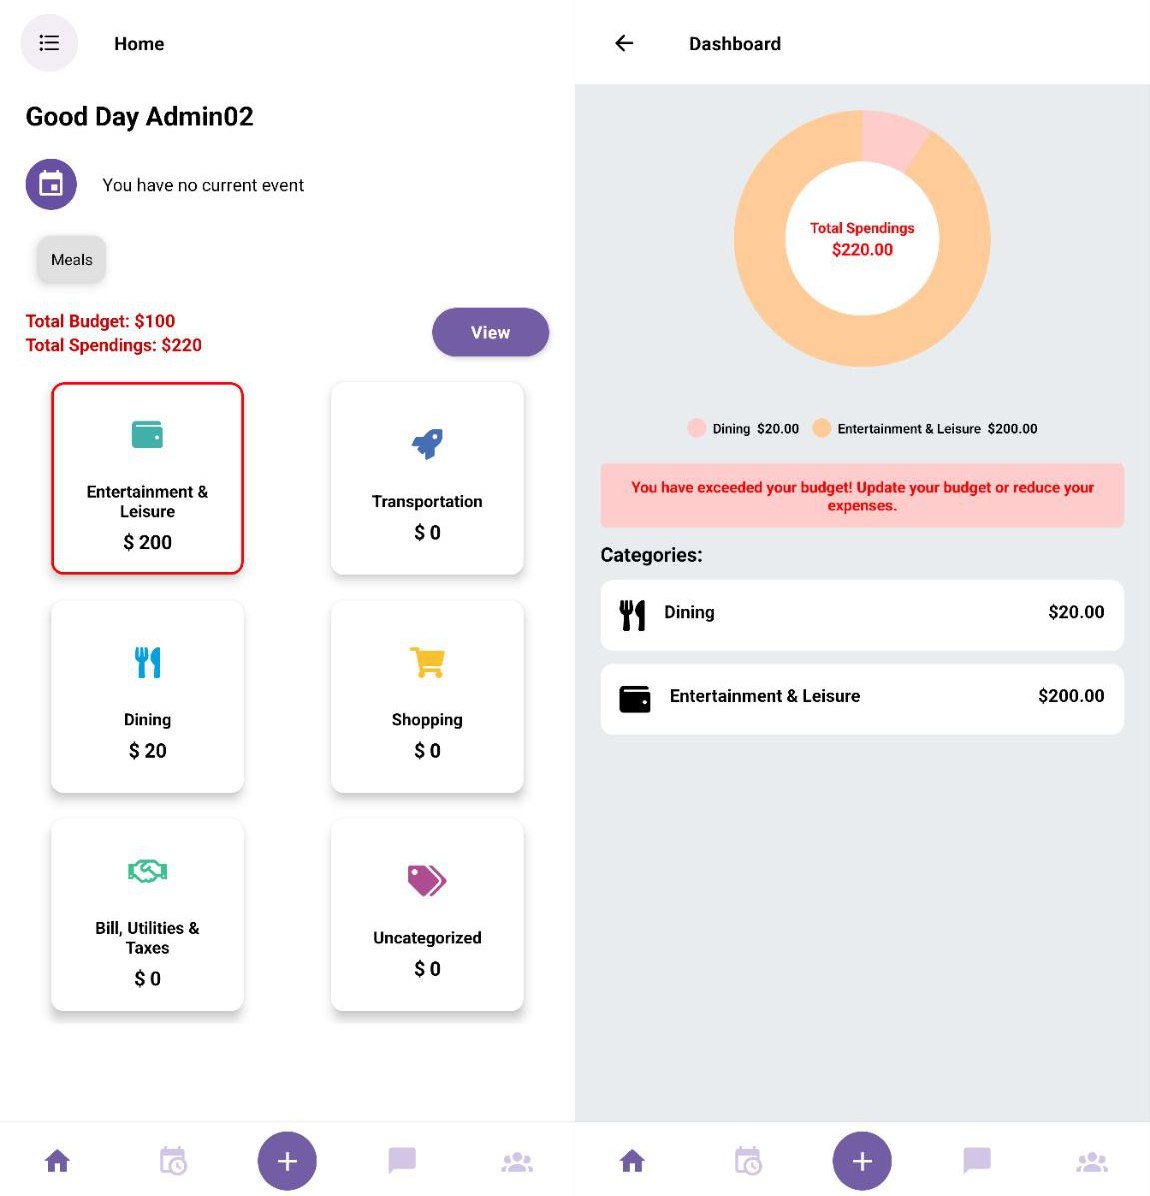 Home
Good Day Admin02
You have no current event
Meals
Total Budget: $100
Total Spendings: $220
View
Entertainment &
Leisure
$ 200
Transportation
$ 0
Dining
$ 20
Shopping
$ 0
Bill, Utilities &
Taxes
$ 0
Uncategorized
$ 0
Dashboard
Total Spendings
$220.00
Dining $20.00
Entertainment & Leisure $200.00
You have exceeded your budget! Update your budget or reduce your
expenses.
Categories:
Dining $20.00
Entertainment & Leisure $200.00